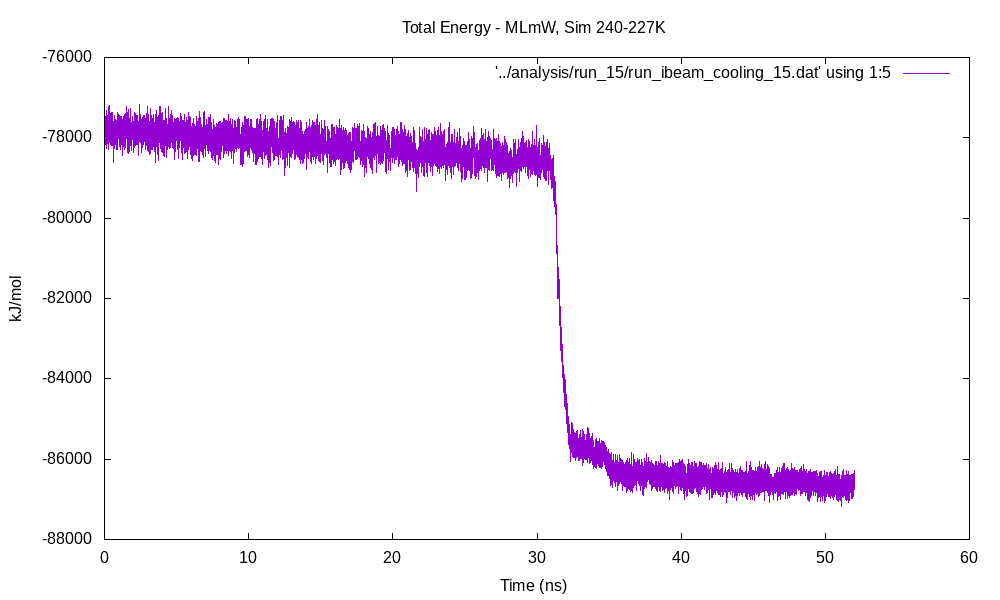 Total Energy - MLmW, Sim 240-227K
'../analysis/run_15/run_ibeam_cooling_15.dat' using 1:5
-76000
-78000
-80000
-82000
-84000
-86000
-88000
kJ/mol
0 10 20 30 40 50 60
Time (ns)